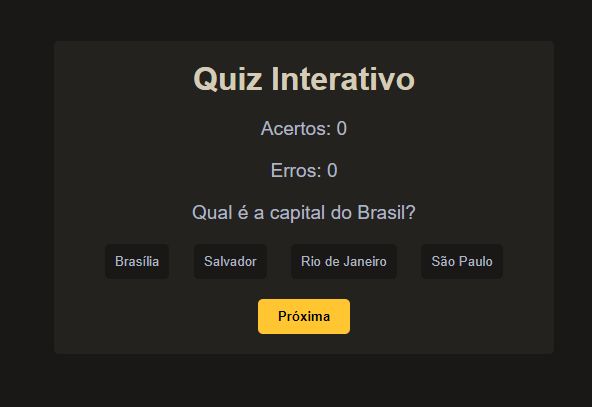 Quiz Interativo
Acertos: 0
Erros: 0
Qual é a capital do Brasil?
Brasília Salvador Rio de Janeiro São Paulo
Próxima